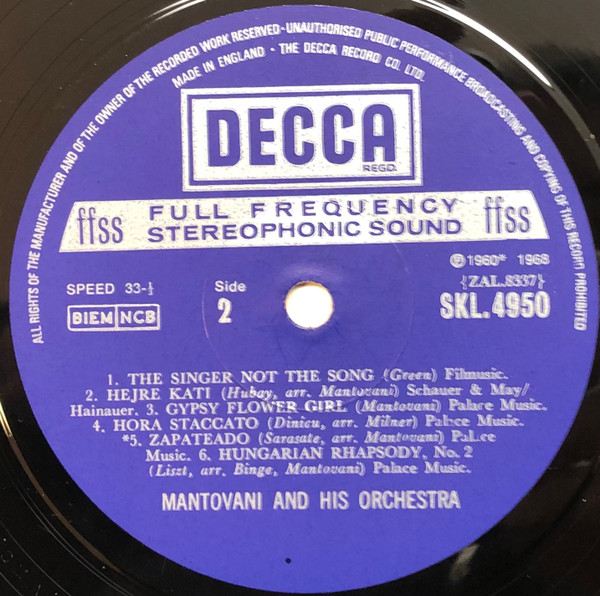 ALL RIGHTS OF THE MANUFACTURER AND OF THE OWNER OF THE RECORDED WORK RESERVED · UNAUTHORISED PUBLIC PERFORMANCE, BROADCASTING AND COPYING OF THIS RECORD PROHIBITED
MADE IN ENGLAND · THE DECCA RECORD CO. LTD.
DECCA
REGD.
ffss FULL FREQUENCY STEREOPHONIC SOUND ffss
℗ 1960* 1968
SPEED 33-⅓
Side 2
{ZAL.8337}
BIEM NCB
SKL.4950
1. THE SINGER NOT THE SONG (Green) Filmusic.
2. HEJRE KATI (Hubay, arr. Mantovani) Schauer & May/
Hainauer. 3. GYPSY FLOWER GIRL (Mantovani) Palace Music.
4. HORA STACCATO (Dinicu, arr. Milner) Palace Music.
*5. ZAPATEADO (Sarasate, arr. Mantovani) Palace
Music. 6. HUNGARIAN RHAPSODY, No. 2
(Liszt, arr. Binge, Mantovani) Palace Music.
MANTOVANI AND HIS ORCHESTRA